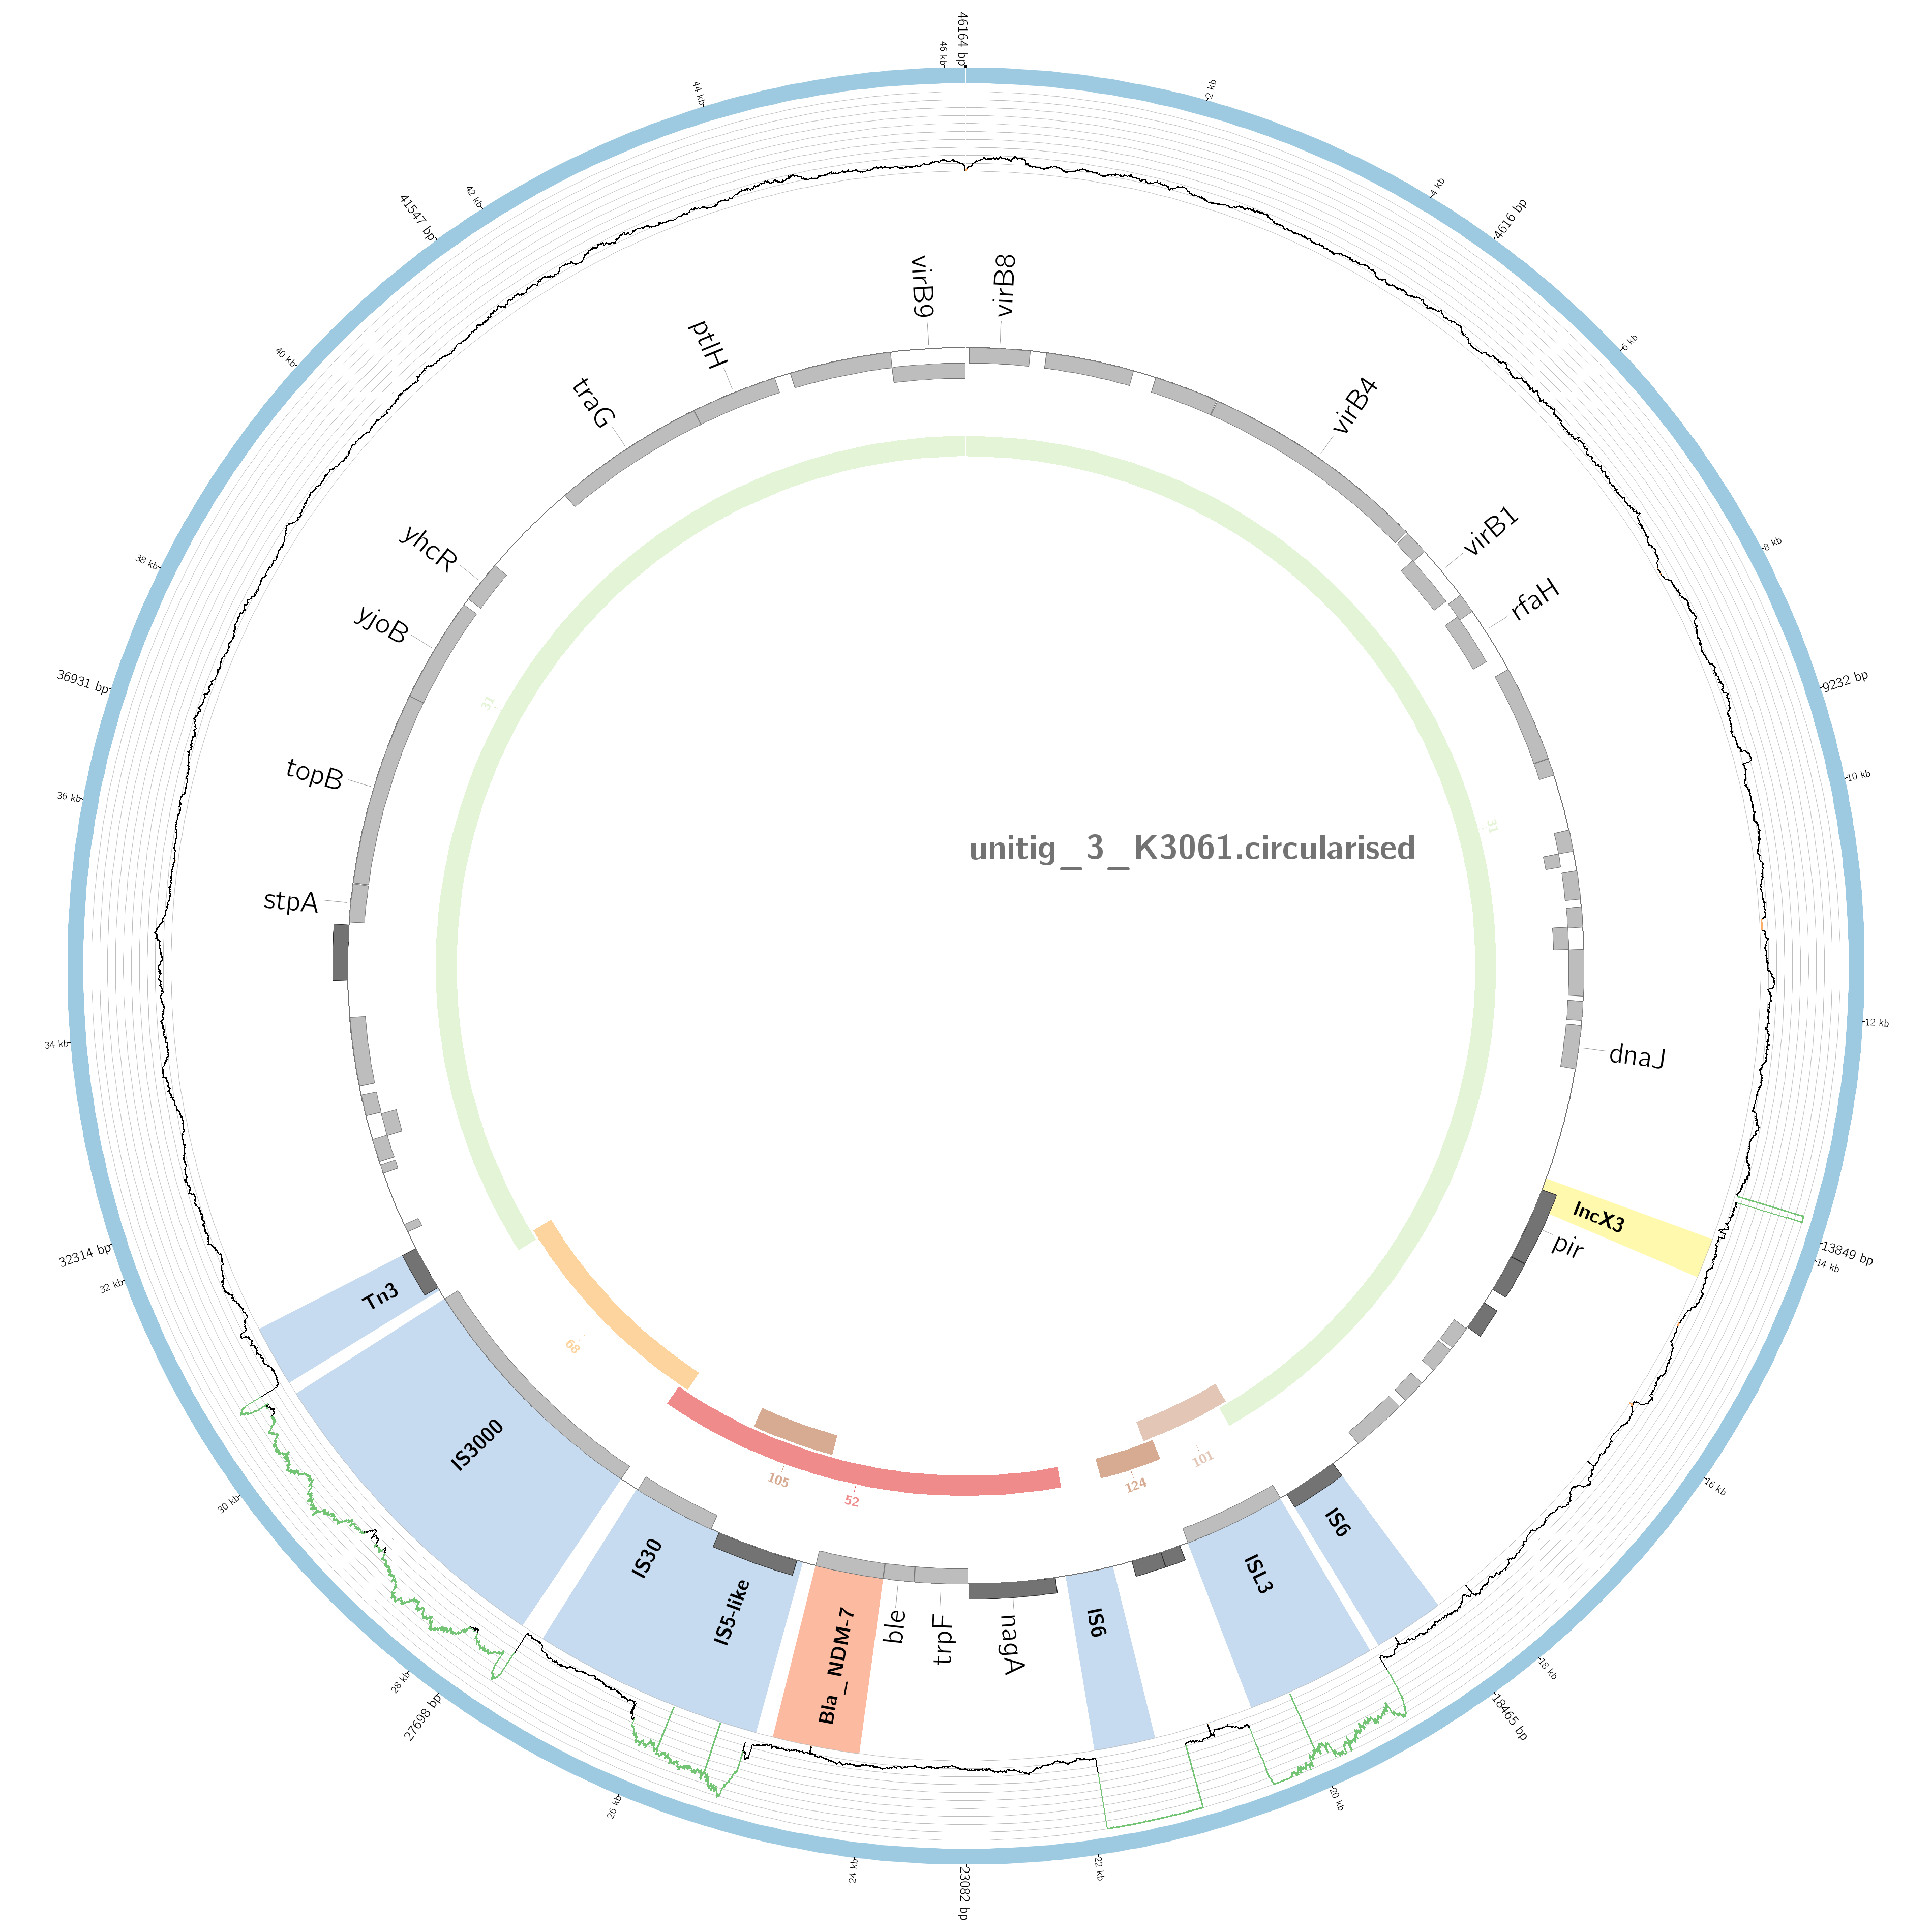 46164 bp
2 kb
4 kb
4616 bp
6 kb
8 kb
9232 bp
10 kb
12 kb
13849 bp
14 kb
16 kb
18 kb
18465 bp
20 kb
22 kb
23082 bp
24 kb
26 kb
27698 bp
28 kb
30 kb
32 kb
32314 bp
34 kb
36 kb
36931 bp
38 kb
40 kb
41547 bp
42 kb
44 kb
46 kb
virB8
virB4
virB1
rfaH
dnaJ
IncX3
pir
IS6
ISL3
IS6
nagA
trpF
ble
Bla_NDM-7
IS5-like
IS30
IS3000
Tn3
stpA
topB
yjoB
yhcR
traG
ptlH
virB9
31
31
101
124
52
105
68
unitig_3_K3061.circularised